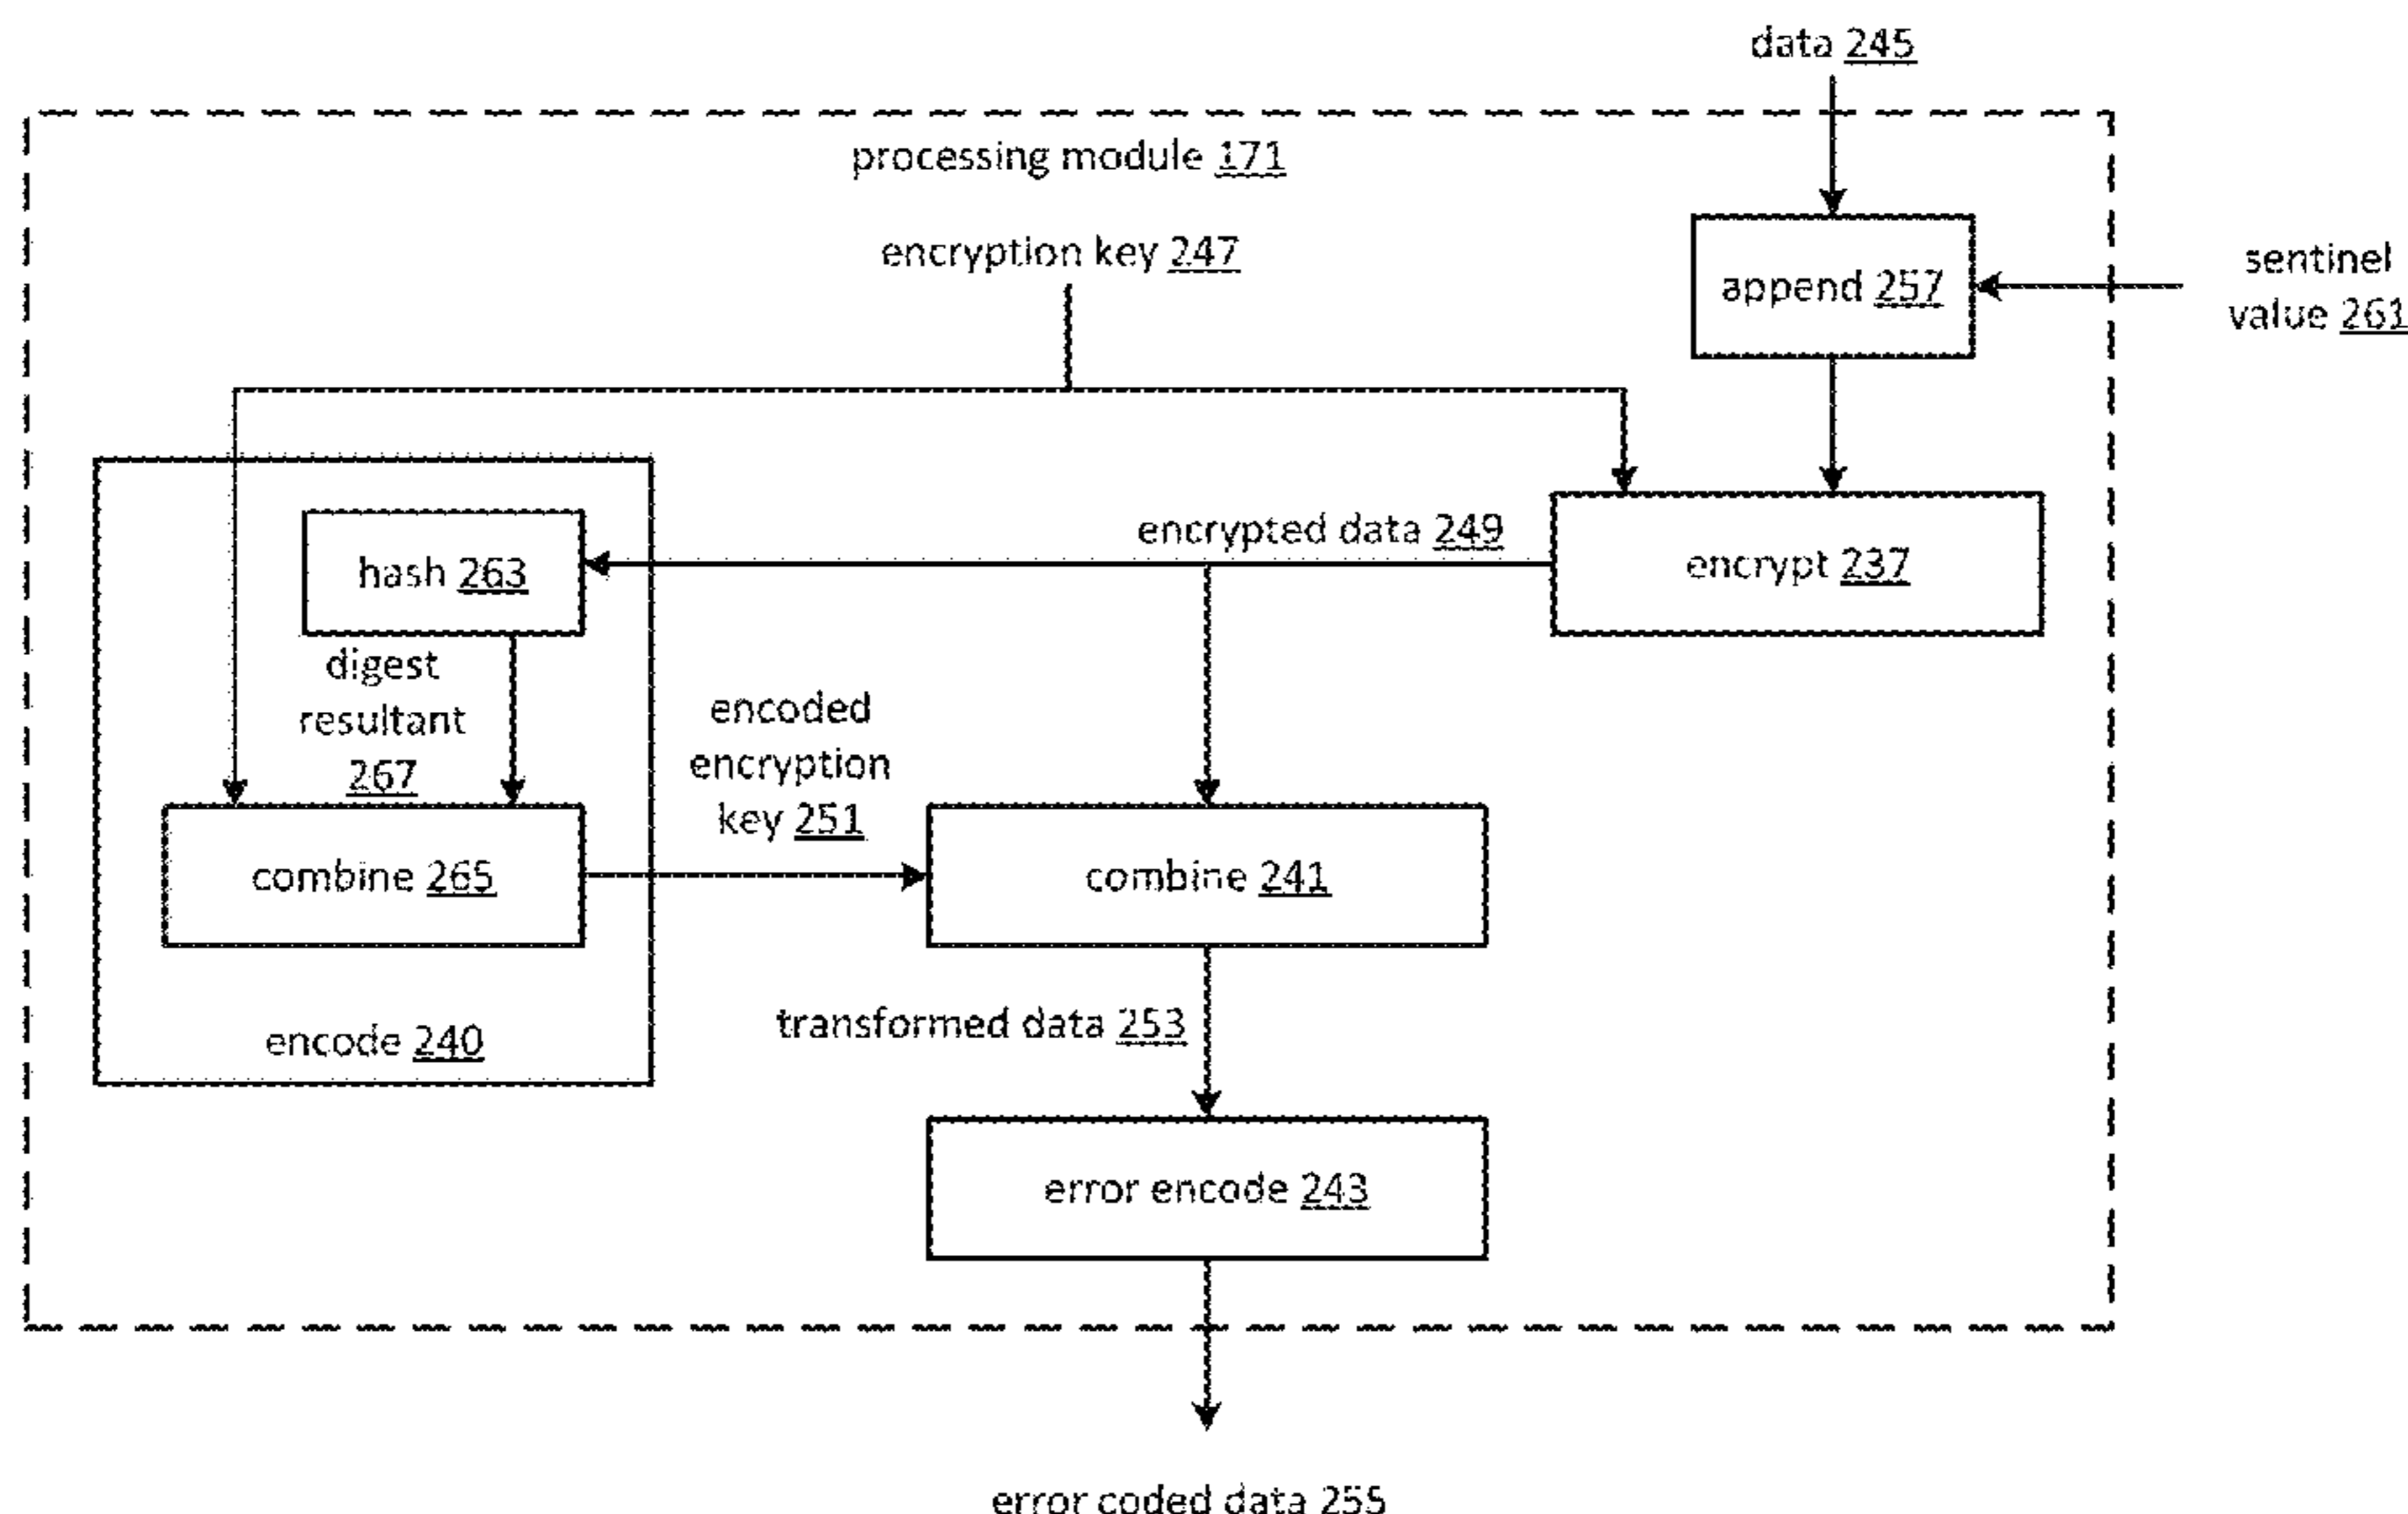 data 245
processing module 171
encryption key 247
sentinel
value 261
append 257
encrypted data 249
encrypt 237
hash 263
digest
resultant
267
encoded
encryption
key 251
combine 265
combine 241
transformed data 253
encode 240
error encode 243
error coded data 255